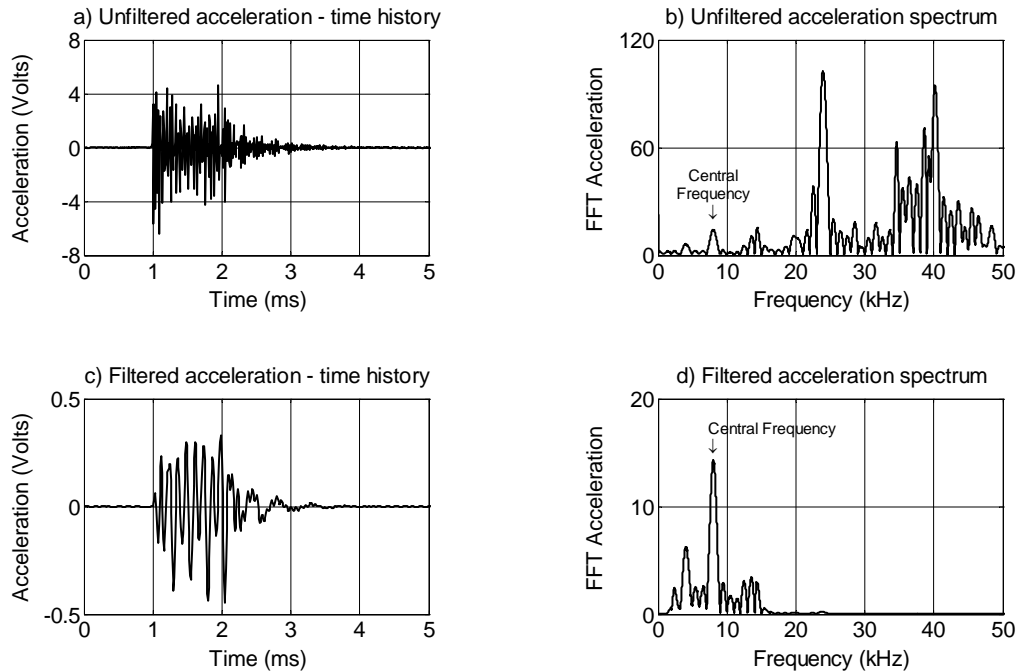 a) Unfiltered acceleration - time history
8
4
0
-4
-8
Acceleration (Volts)
0 1 2 3 4 5
Time (ms)
b) Unfiltered acceleration spectrum
120
60
0
FFT Acceleration
Central
Frequency
↓
0 10 20 30 40 50
Frequency (kHz)
c) Filtered acceleration - time history
0.5
0
-0.5
Acceleration (Volts)
0 1 2 3 4 5
Time (ms)
d) Filtered acceleration spectrum
20
10
0
FFT Acceleration
Central Frequency
↓
0 10 20 30 40 50
Frequency (kHz)